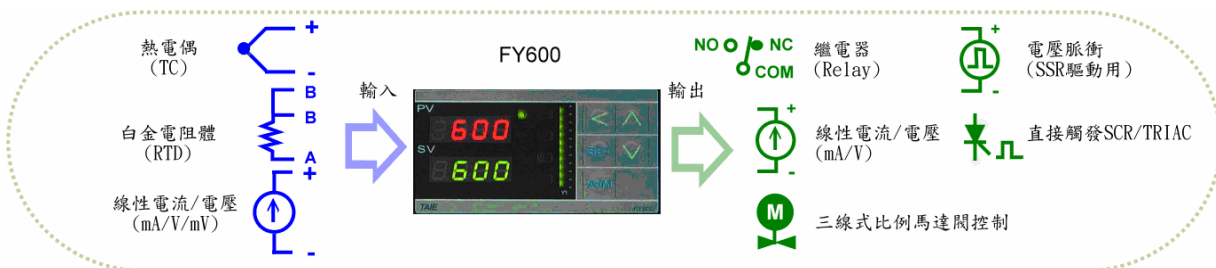 熱電偶
(TC)
+
-
B
B
A
白金電阻體
(RTD)
+
-
線性電流/電壓
(mA/V/mV)
輸入
FY600
PV
600
SV
600
SET
A/M
TAIE
FY600
輸出
NO
NC
COM
繼電器
(Relay)
電壓脈衝
(SSR驅動用)
+
-
線性電流/電壓
(mA/V)
直接觸發SCR/TRIAC
M
三線式比例馬達閥控制